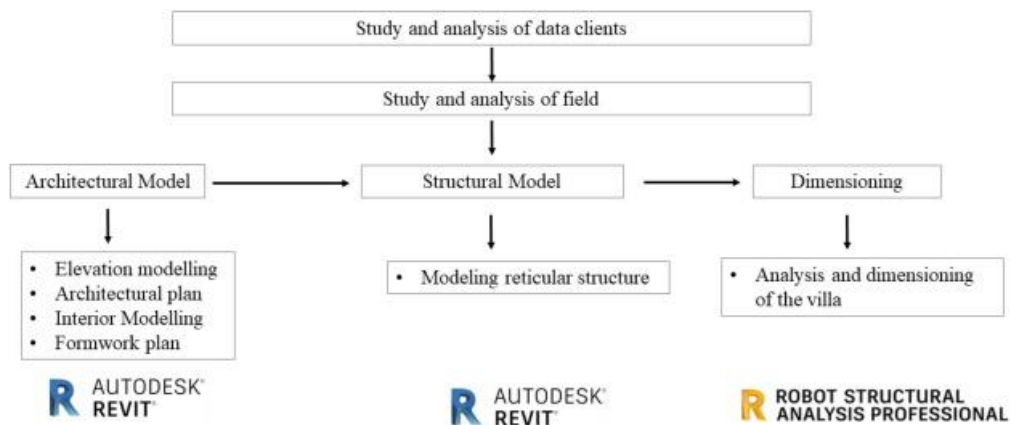 Study and analysis of data clients
Study and analysis of field
Architectural Model
Structural Model
Dimensioning
• Elevation modelling
• Architectural plan
• Interior Modelling
• Formwork plan
• Modeling reticular structure
• Analysis and dimensioning
of the villa
R AUTODESK®
REVIT®
R AUTODESK®
REVIT®
R ROBOT STRUCTURAL
ANALYSIS PROFESSIONAL